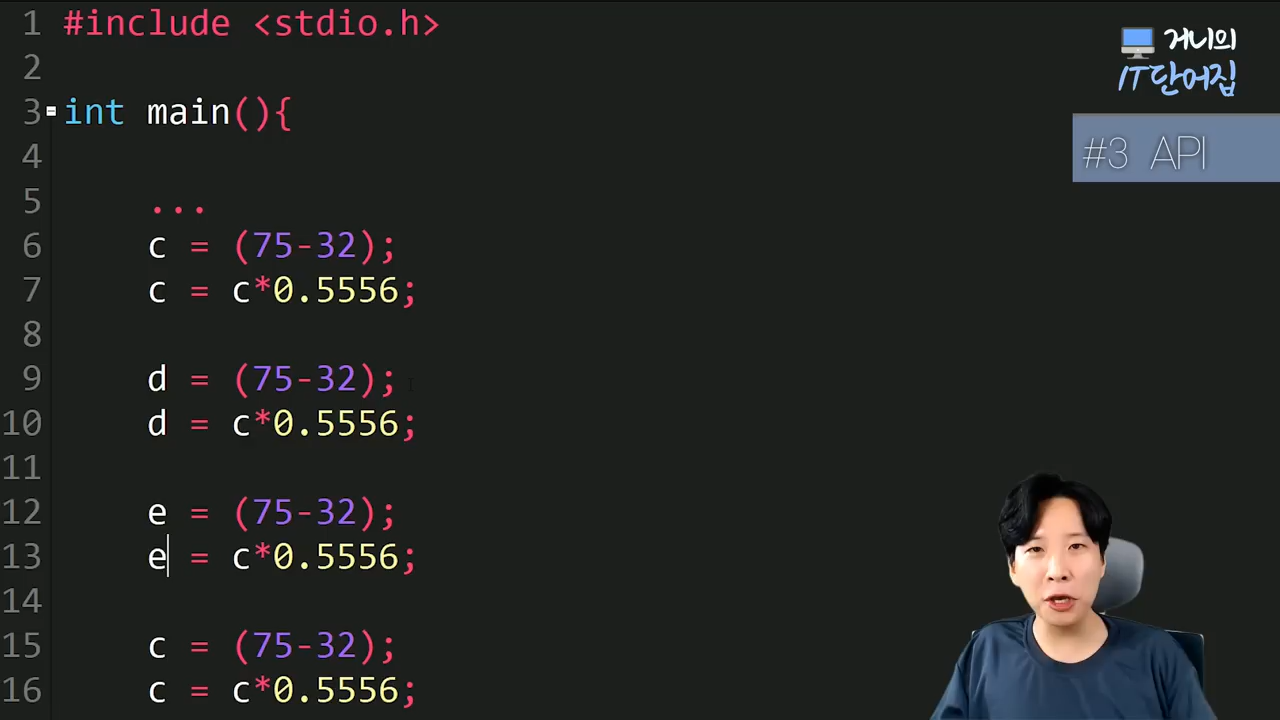 1 #include <stdio.h>
2
3 int main(){
4
5 ...
6 c = (75-32);
7 c = c*0.5556;
8
9 d = (75-32);
10 d = c*0.5556;
11
12 e = (75-32);
13 e = c*0.5556;
14
15 c = (75-32);
16 c = c*0.5556;
거니의
IT단어집
#3 API